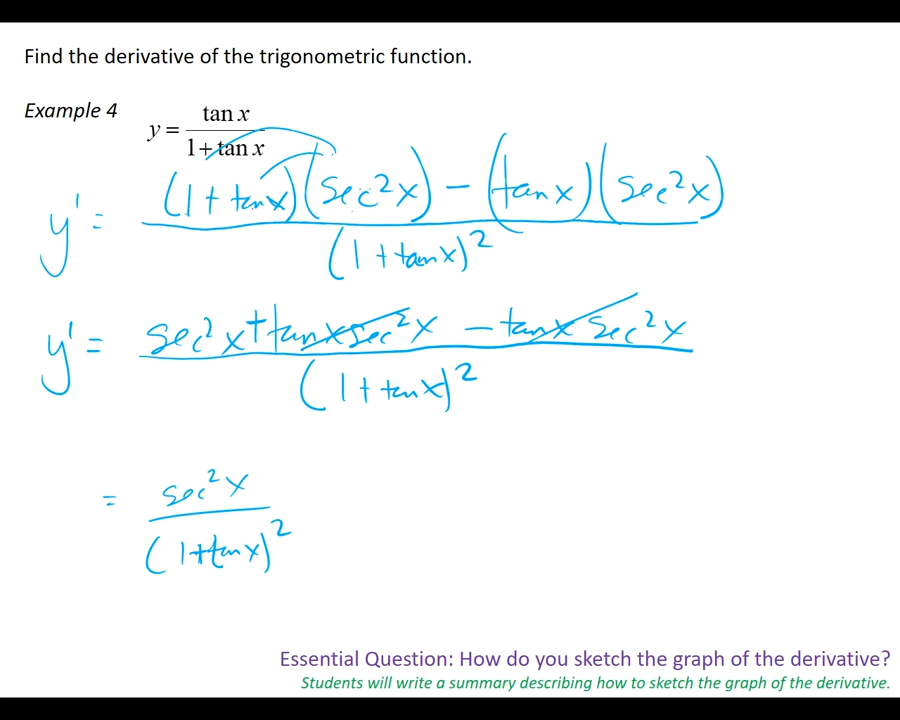 Find the derivative of the trigonometric function.
Example 4
y = tan x / 1 + tan x
y' = (1 + tan x)(sec²x) − (tan x)(sec²x) / (1 + tan x)²
y' = sec²x + tan x sec²x − tan x sec²x / (1 + tan x)²
= sec²x / (1 + tan x)²
Essential Question: How do you sketch the graph of the derivative?
Students will write a summary describing how to sketch the graph of the derivative.